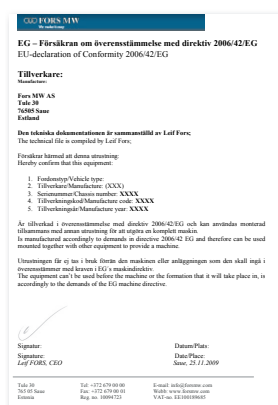 FORS MW
EG – Försäkran om överensstämmelse med direktiv 2006/42/EG
EU-declaration of Conformity 2006/42/EG
Tillverkare:
Manufacture:
Fors MW AS
Tule 30
76505 Saue
Estland
Den tekniska dokumentationen är sammanställd av Leif Fors;
The technical file is compiled by Leif Fors;
Försäkrar härmed att denna utrustning:
Hereby confirm that this equipment:
1. Fordonstyp/Vehicle type:
2. Tillverkare/Manufacture: (XXX)
3. Serienummer/Chassis number: XXXX
4. Tillverkningskod/Manufacture code: XXXX
5. Tillverkningsår/Manufacture year: XXXX
Är tillverkad i överensstämmelse med direktiv 2006/42/EG och kan användas monterad
tillsammans med annan utrustning för att utgöra en komplett maskin.
Is manufactured accordingly to demands in directive 2006/42 EG and therefore can be used
mounted together with other equipment to provide a machine.
Utrustningen får ej tas i bruk förrän den maskinen eller anläggningen som den skall ingå i
överensstämmer med kraven i EG´s maskindirektiv.
The equipment can't be used before the machine or the formation that it will take place in, is
accordingly to the demands of the EG machine directive.
Signatur: Datum/Plats:
Signature: Date/Place:
Leif FORS, CEO Saue, 25.11.2009
Tule 30 Tel: +372 679 00 00 E-mail: info@forsmw.com
765 05 Saue Fax: +372 679 00 01 Webb: www.forsmw.com
Estonia Reg. no 10094723 VAT-no: EE100188685